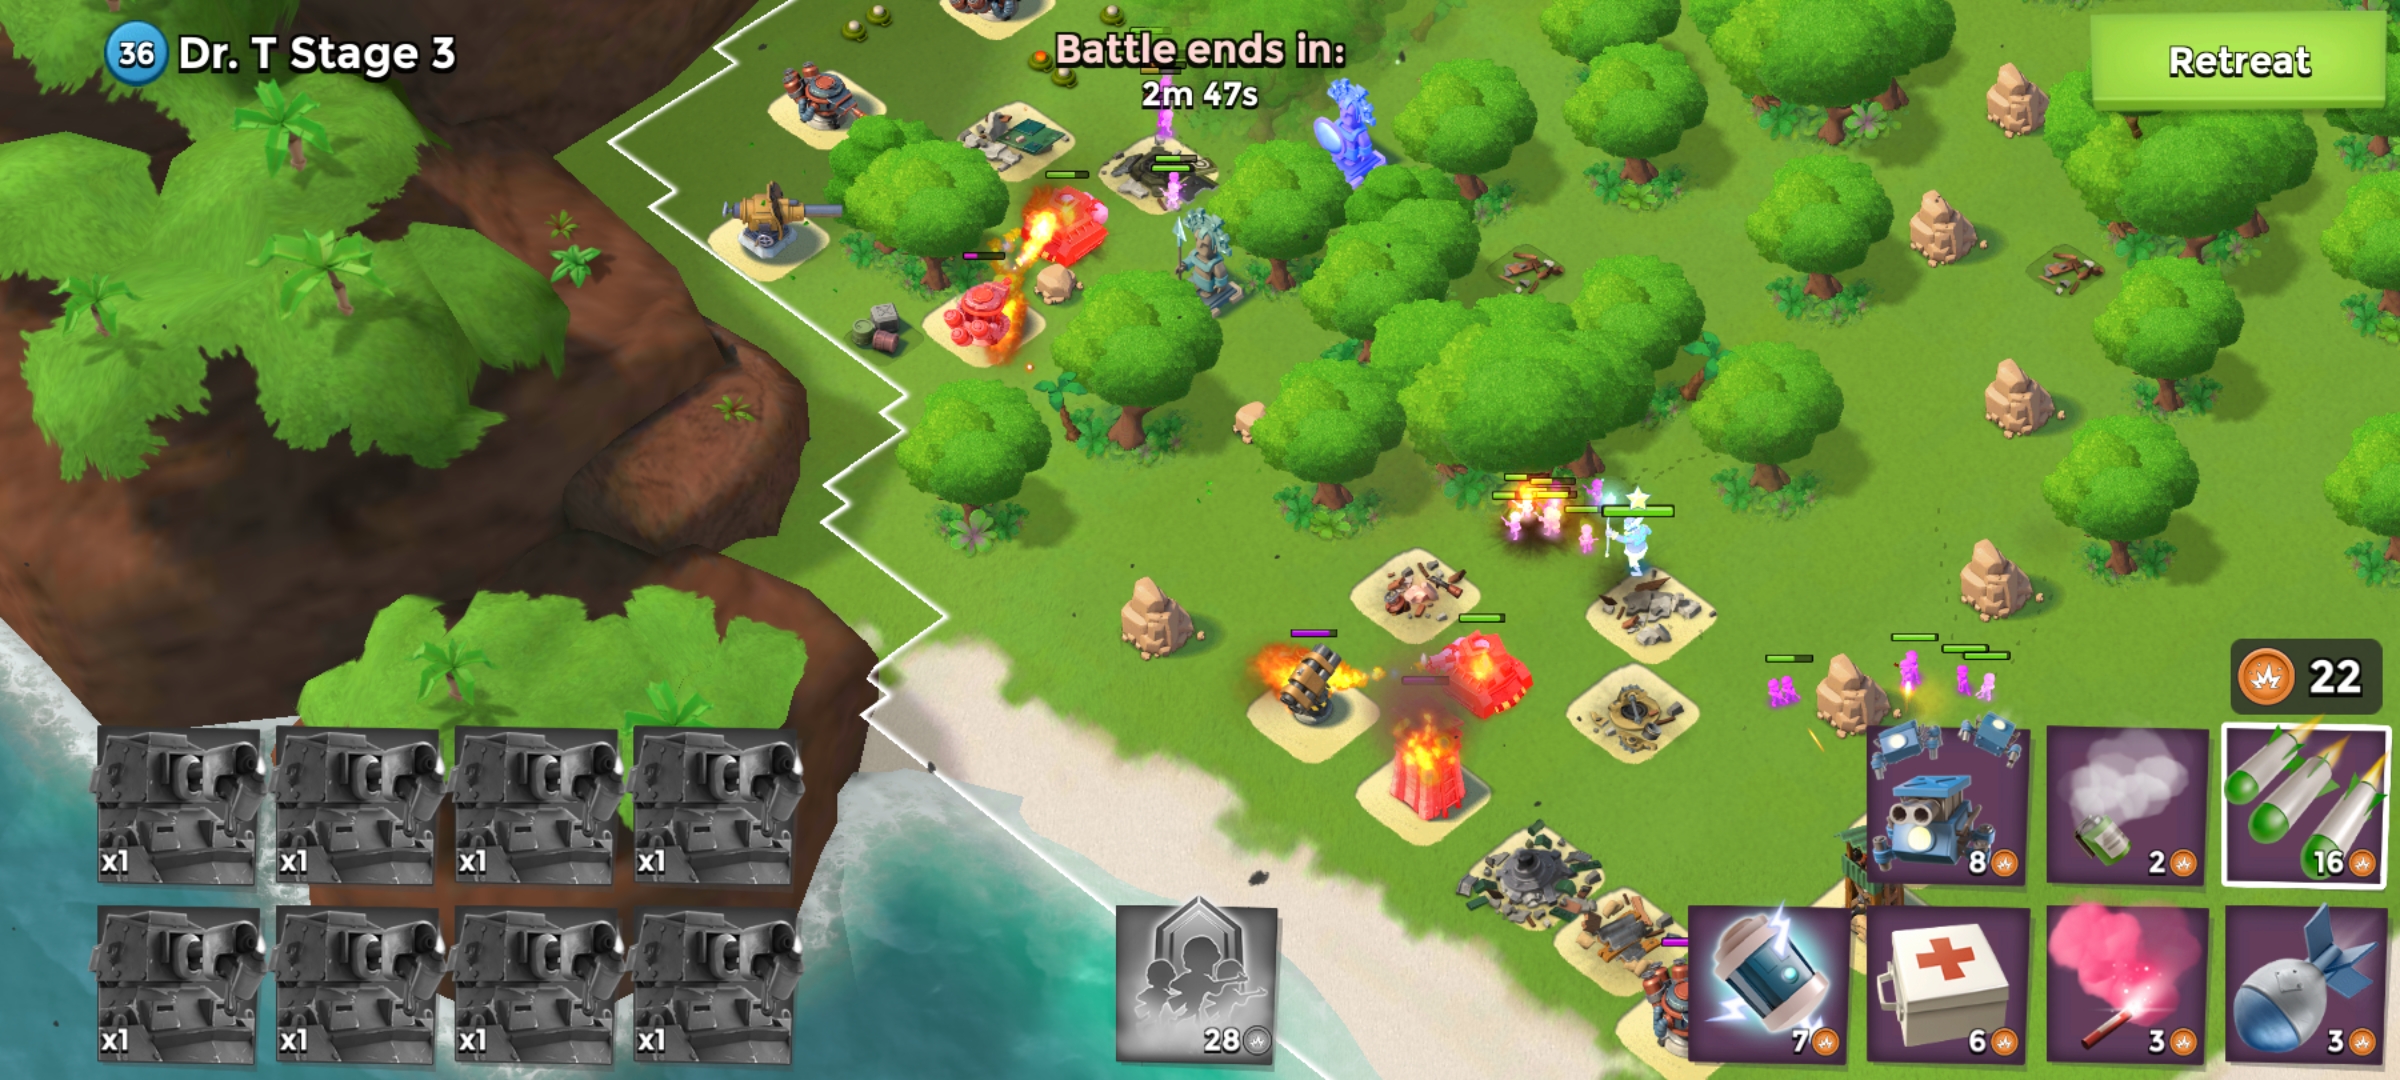 36 Dr. T Stage 3
Battle ends in:
2m 47s
Retreat
22
x1 x1 x1 x1
8 2 16
x1 x1 x1 x1
28 7 6 3 3